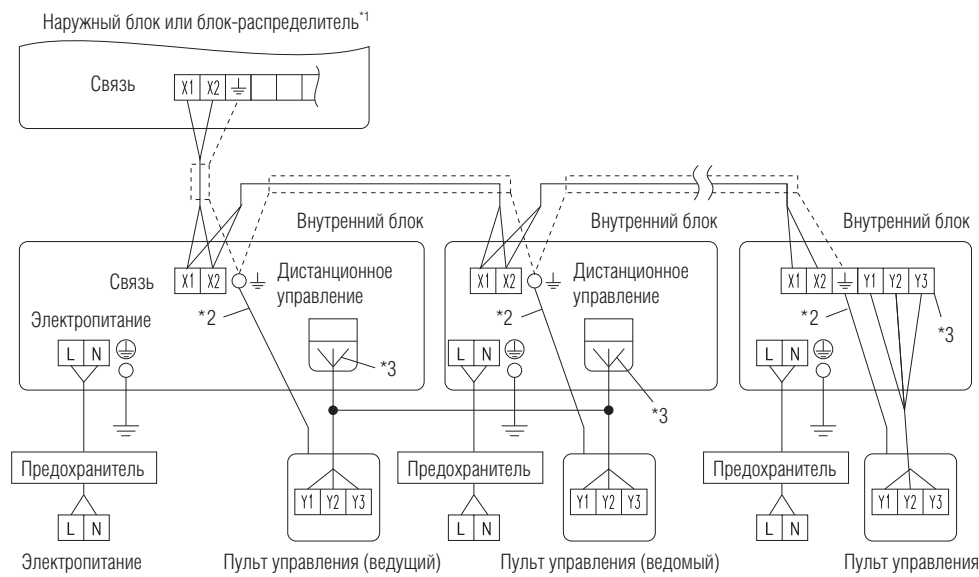 Наружный блок или блок-распределитель*1
Связь
X1 X2
Внутренний блок
Внутренний блок
Внутренний блок
Связь
X1 X2
Дистанционное
управление
X1 X2
Дистанционное
управление
X1 X2 Y1 Y2 Y3
Электропитание
*2
*2
*2
*3
L N
*3
L N
*3
L N
Предохранитель
Предохранитель
Предохранитель
Y1 Y2 Y3
Y1 Y2 Y3
Y1 Y2 Y3
L N
L N
L N
Электропитание
Пульт управления (ведущий)
Пульт управления (ведомый)
Пульт управления